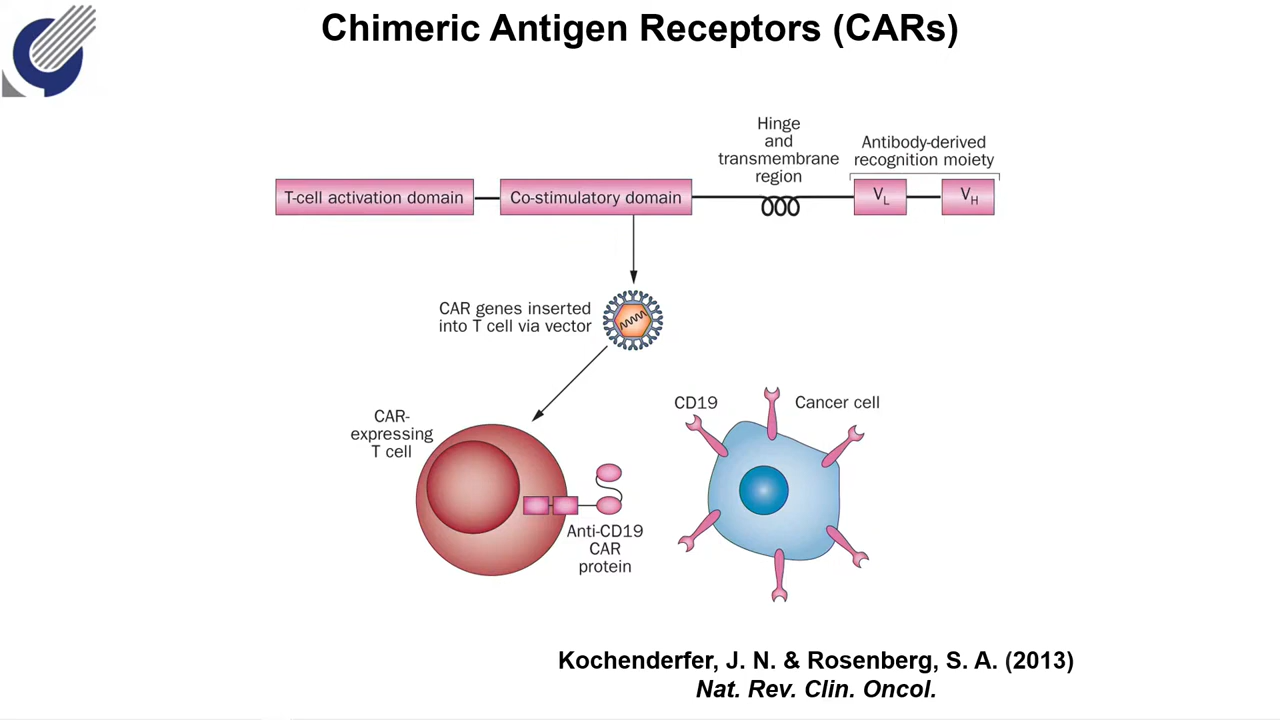 Chimeric Antigen Receptors (CARs)
Hinge
and
transmembrane
region
Antibody-derived
recognition moiety
T-cell activation domain
Co-stimulatory domain
VL
VH
CAR genes inserted
into T cell via vector
CD19
Cancer cell
CAR-
expressing
T cell
Anti-CD19
CAR
protein
Kochenderfer, J. N. & Rosenberg, S. A. (2013)
Nat. Rev. Clin. Oncol.